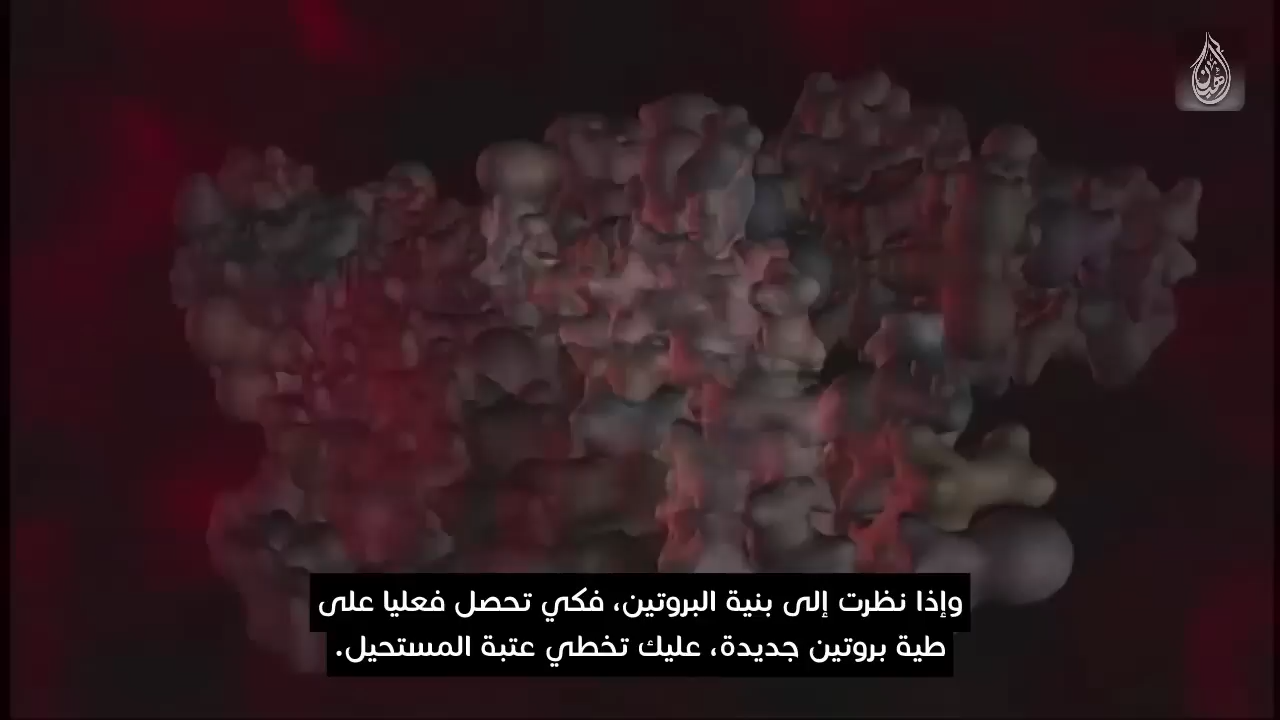 وإذا نظرت إلى بنية البروتين، فكي تحصل فعليا على
طية بروتين جديدة، عليك تخطي عتبة المستحيل.